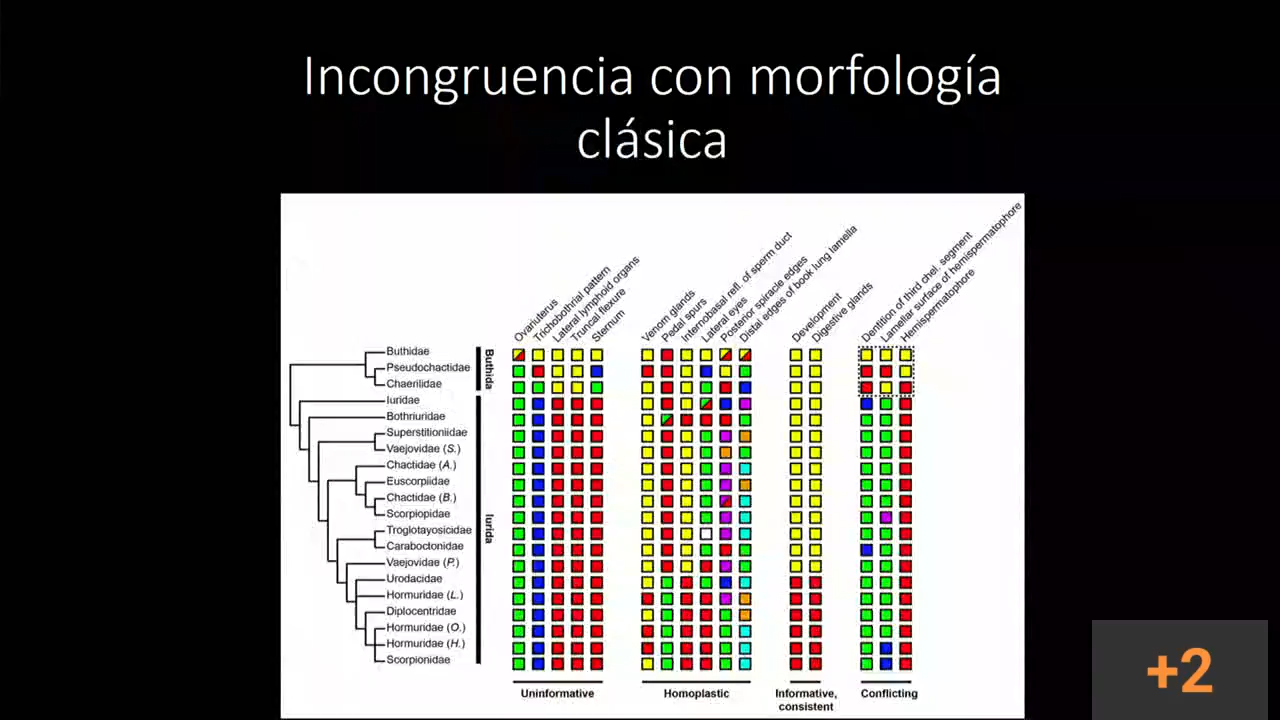 Incongruencia con morfología
clásica
Ovariuterus
Trichobothrial pattern
Lateral lymphoid organs
Truncal flexure
Sternum
Venom glands
Pedal spurs
Internobasal refl. of sperm duct
Lateral eyes
Posterior spiracle edges
Distal edges of book lung lamella
Development
Digestive glands
Dentition of third chel. segment
Lamellar surface of hemispermatophore
Hemispermatophore
Buthidae
Pseudochactidae
Chaerilidae
Buthida
Iuridae
Bothriuridae
Superstitioniidae
Vaejovidae (S.)
Chactidae (A.)
Euscorpiidae
Chactidae (B.)
Scorpiopidae
Troglotayosicidae
Caraboctonidae
Vaejovidae (P.)
Urodacidae
Hormuridae (L.)
Diplocentridae
Hormuridae (O.)
Hormuridae (H.)
Scorpionidae
Iurida
Uninformative
Homoplastic
Informative,
consistent
Conflicting
+2